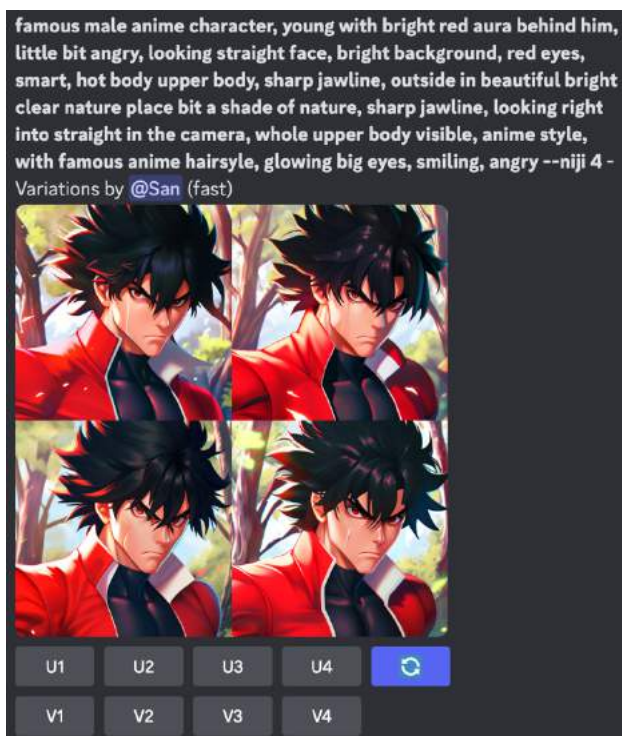 famous male anime character, young with bright red aura behind him,
little bit angry, looking straight face, bright background, red eyes,
smart, hot body upper body, sharp jawline, outside in beautiful bright
clear nature place bit a shade of nature, sharp jawline, looking right
into straight in the camera, whole upper body visible, anime style,
with famous anime hairsyle, glowing big eyes, smiling, angry --niji 4 -
Variations by @San (fast)
U1 U2 U3 U4
V1 V2 V3 V4